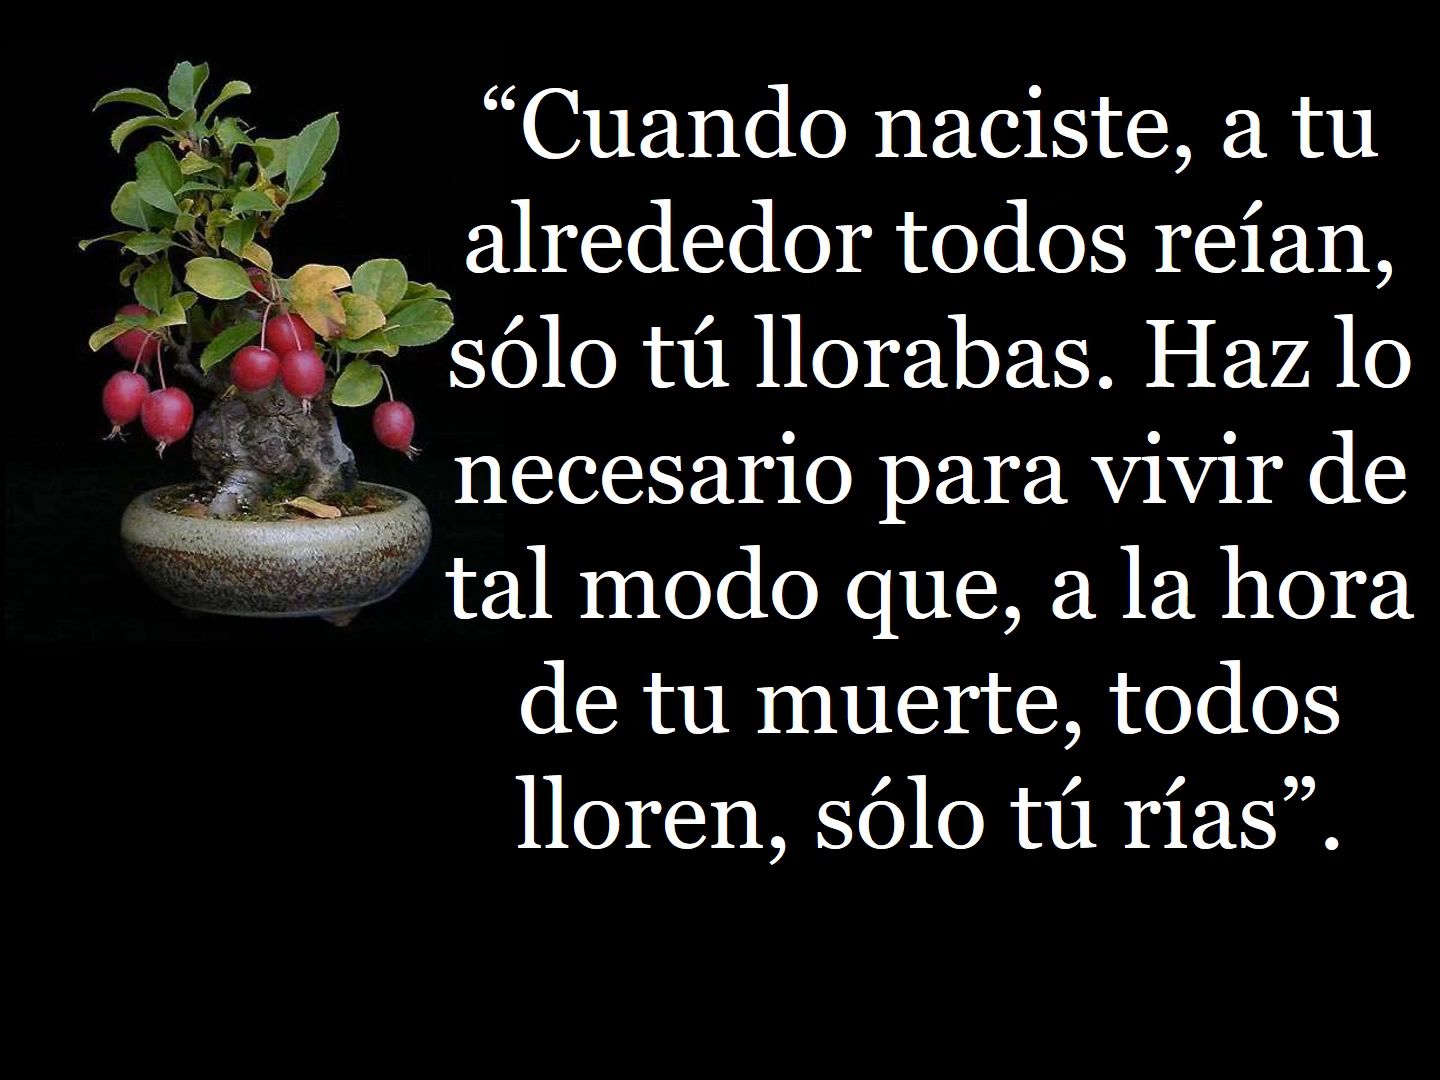 “Cuando naciste, a tu
alrededor todos reían,
sólo tú llorabas. Haz lo
necesario para vivir de
tal modo que, a la hora
de tu muerte, todos
lloren, sólo tú rías”.